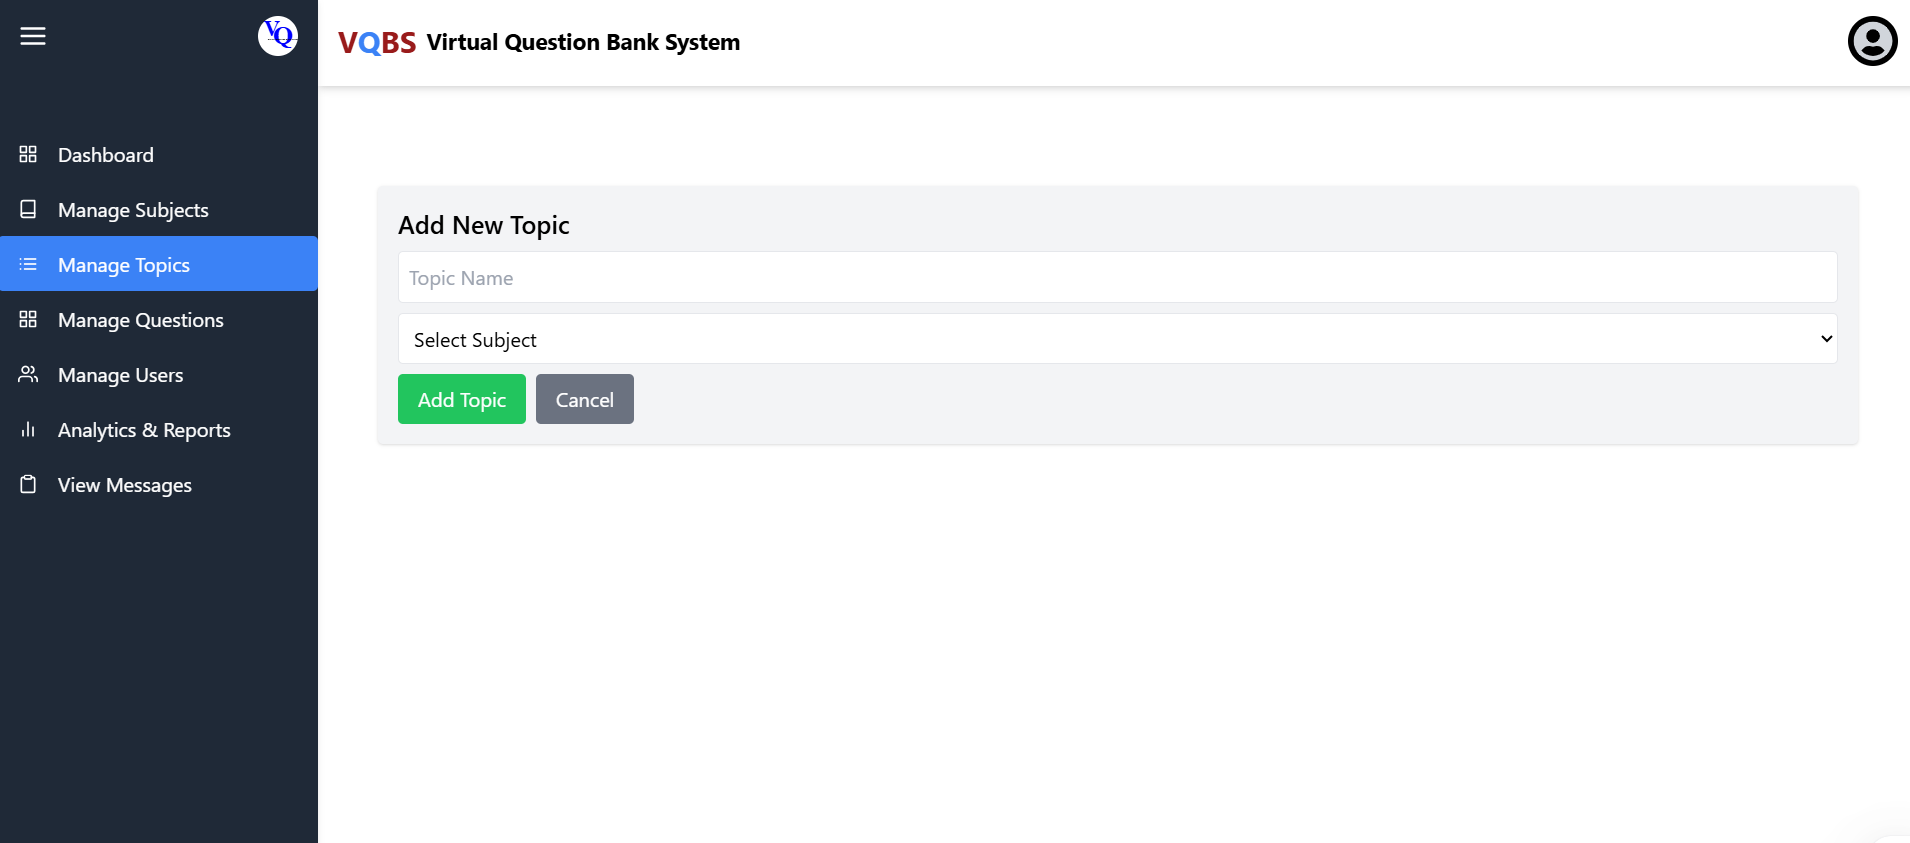 VQ
VQBS Virtual Question Bank System
Dashboard
Manage Subjects
Manage Topics
Manage Questions
Manage Users
Analytics & Reports
View Messages
Add New Topic
Topic Name
Select Subject
Add Topic
Cancel